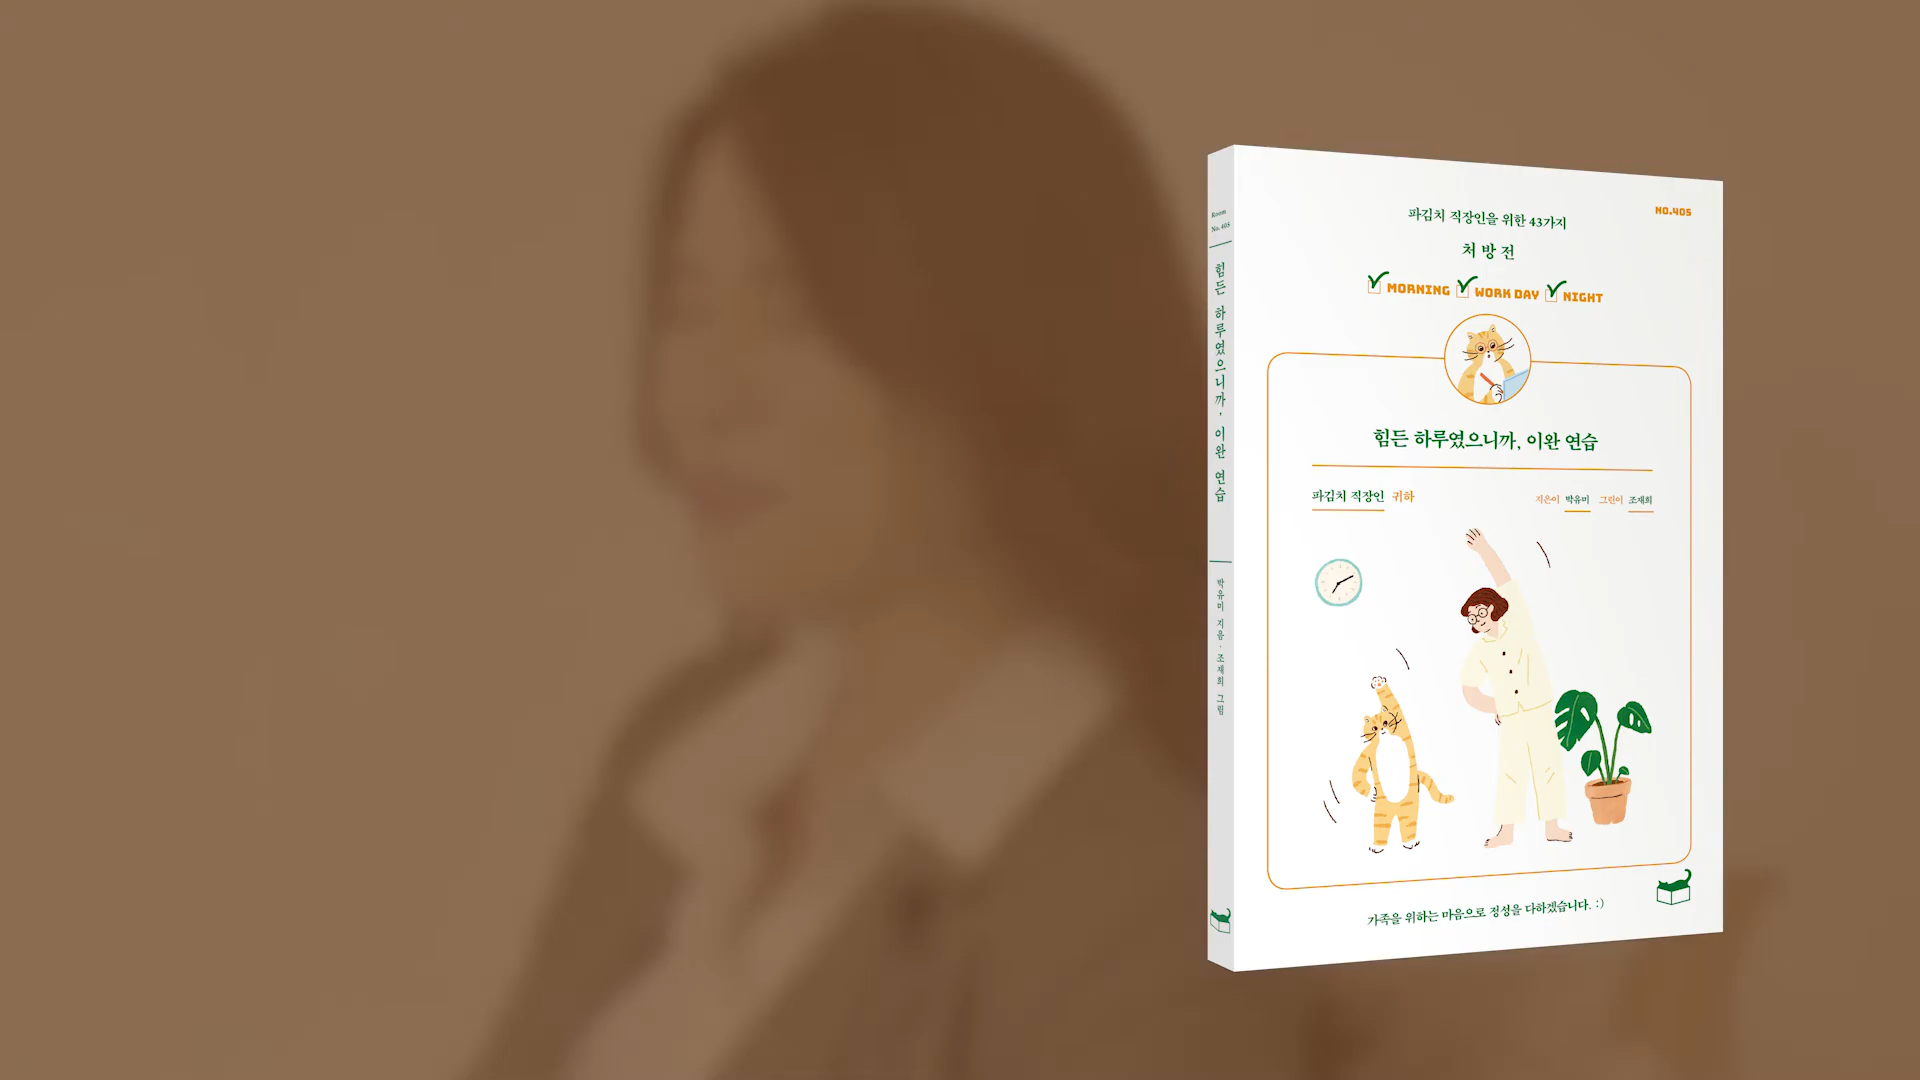 Room
No. 405
힘든 하루였으니까, 이완 연습
박유미 지음 · 조재희 그림
NO.405
파김치 직장인을 위한 43가지
처방전
MORNING WORK DAY NIGHT
힘든 하루였으니까, 이완 연습
파김치 직장인 귀하
지은이 박유미 그린이 조재희
가족을 위하는 마음으로 정성을 다하겠습니다. :)